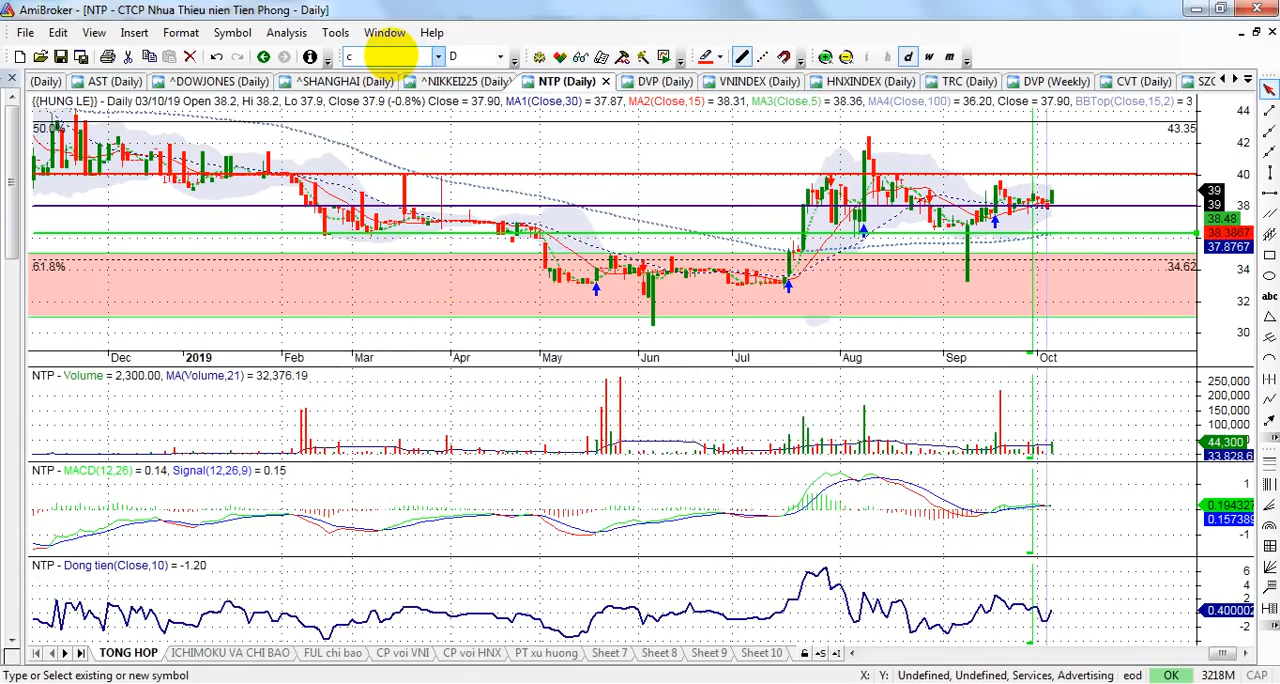 AmiBroker - [NTP - CTCP Nhua Thieu nien Tien Phong - Daily]
File Edit View Insert Format Symbol Analysis Tools Window Help
c D d w m
(Daily) AST (Daily) ^DOWJONES (Daily) ^SHANGHAI (Daily) ^NIKKEI225 (Daily) NTP (Daily) DVP (Daily) VNINDEX (Daily) HNXINDEX (Daily) TRC (Daily) DVP (Weekly) CVT (Daily)
{{HUNG LE}} - Daily 03/10/19 Open 38.2, Hi 38.2, Lo 37.9, Close 37.9 (-0.8%) Close = 37.90, MA1(Close,30) = 37.87, MA2(Close,15) = 38.31, MA3(Close,5) = 38.36, MA4(Close,100) = 36.20, Close = 37.90, BBTop(Close,15,2) = 3
44
50.0% 43.35
42
40
39
39
38
38.48
38.3867
37.8767
61.8% 34.62
34
32
30
Dec 2019 Feb Mar Apr May Jun Jul Aug Sep Oct
NTP - Volume = 2,300.00, MA(Volume,21) = 32,376.19
250,000
200,000
150,000
100,000
44,300
33,828.6
NTP - MACD(12,26) = 0.14, Signal(12,26,9) = 0.15
1
0.194327
0.157389
-1
NTP - Dong tien(Close,10) = -1.20
6
4
2
0.400002
-2
TONG HOP ICHIMOKU VA CHI BAO FUL chi bao CP voi VNI CP voi HNX PT xu huong Sheet 7 Sheet 8 Sheet 9 Sheet 10
Type or Select existing or new symbol X: Y: Undefined, Undefined, Services, Advertising eod OK 3218M CAP
abc